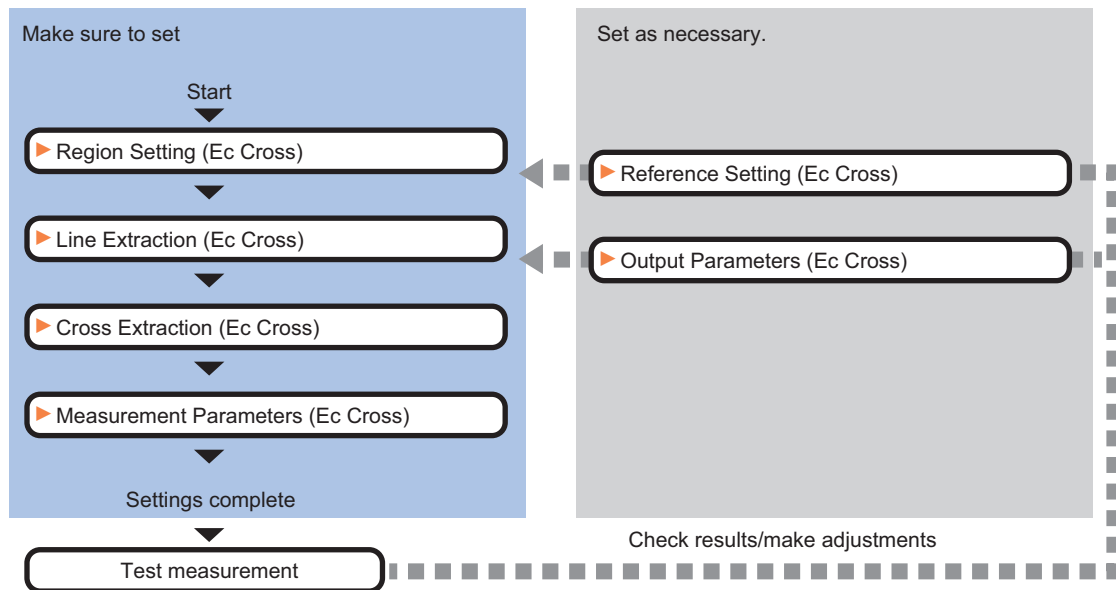 Make sure to set
Start
Region Setting (Ec Cross)
Line Extraction (Ec Cross)
Cross Extraction (Ec Cross)
Measurement Parameters (Ec Cross)
Settings complete
Test measurement
Set as necessary.
Reference Setting (Ec Cross)
Output Parameters (Ec Cross)
Check results/make adjustments